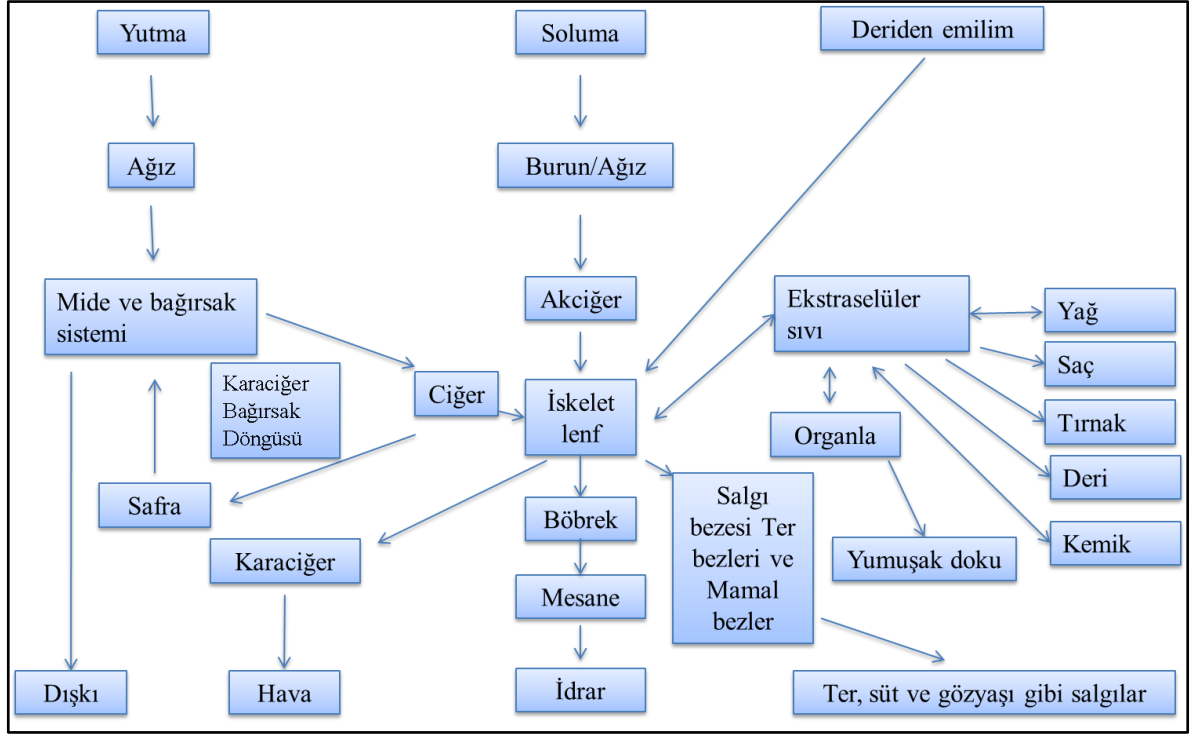 Yutma
Soluma
Deriden emilim
Ağız
Burun/Ağız
Mide ve bağırsak
sistemi
Akciğer
Ekstraselüler
sıvı
Yağ
Saç
Karaciğer
Bağırsak
Döngüsü
Ciğer
İskelet
lenf
Organla
Tırnak
Deri
Safra
Böbrek
Salgı
bezesi Ter
bezleri ve
Mamal
bezler
Kemik
Karaciğer
Yumuşak doku
Mesane
Dışkı
Hava
İdrar
Ter, süt ve gözyaşı gibi salgılar